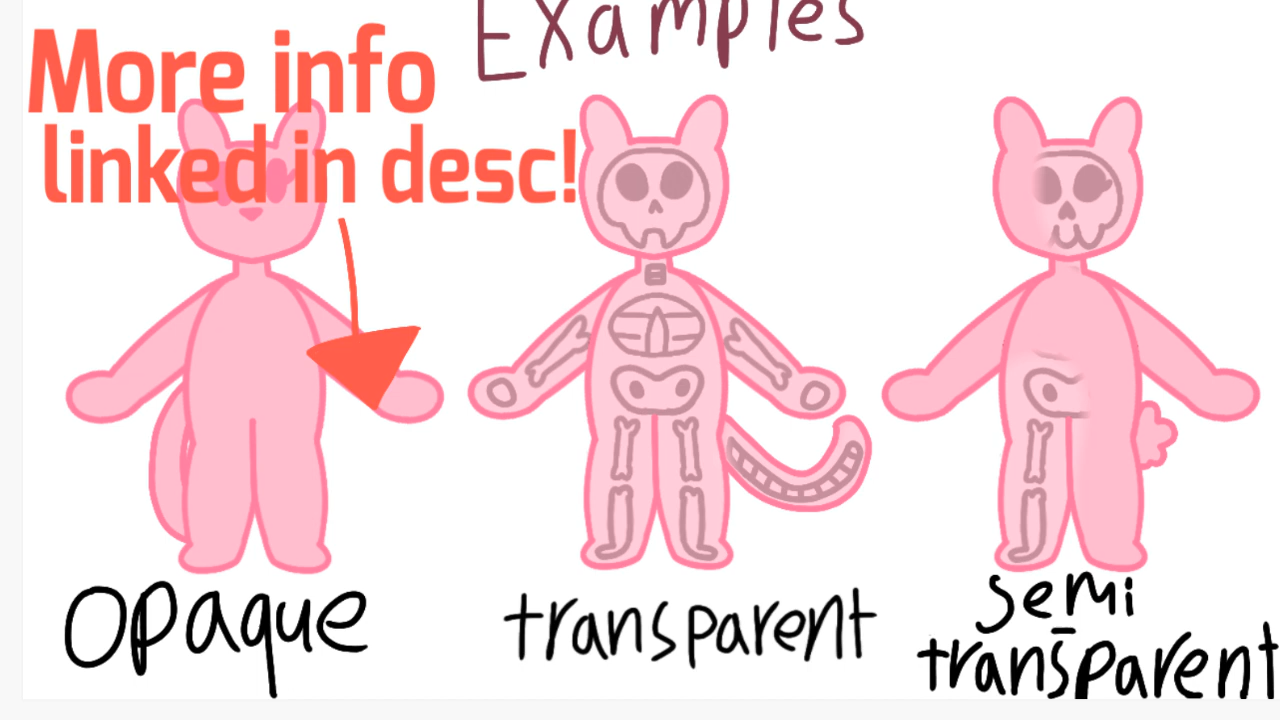 Examples
More info
linked in desc!
opaque
transparent
semi
transparent